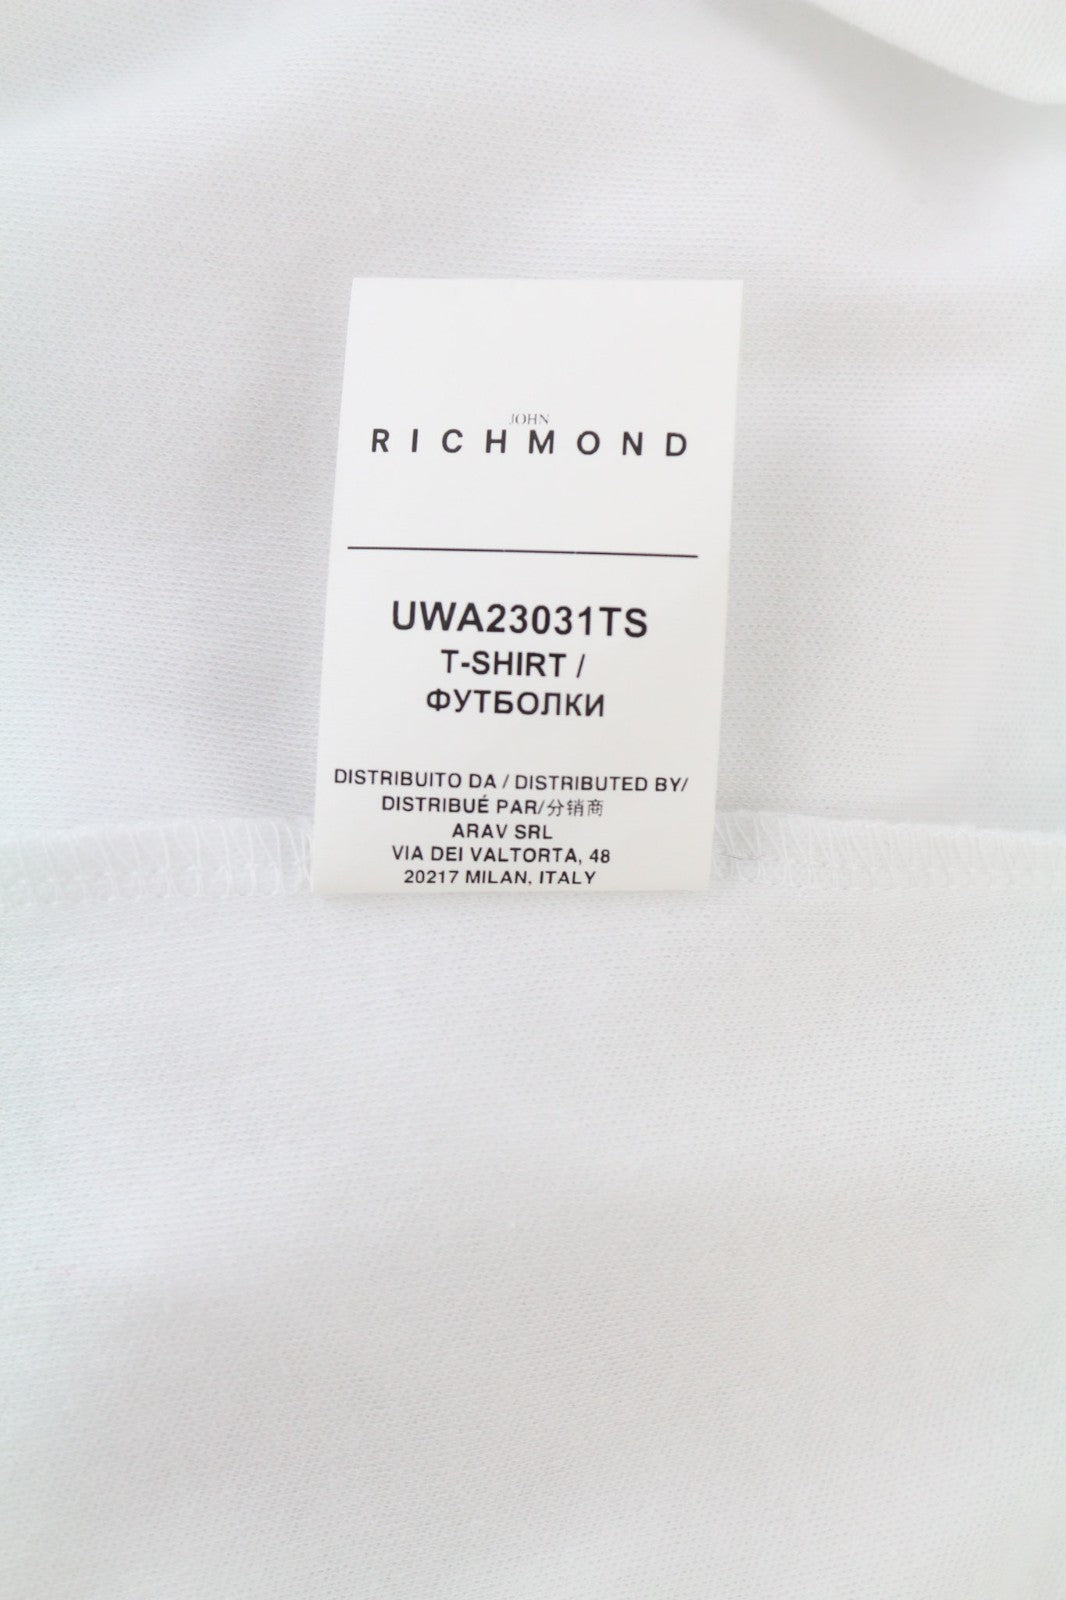 JOHN
RICHMOND
UWA23031TS
T-SHIRT /
ФУТБОЛКИ
DISTRIBUITO DA / DISTRIBUTED BY/
DISTRIBUÉ PAR/分销商
ARAV SRL
VIA DEI VALTORTA, 48
20217 MILAN, ITALY